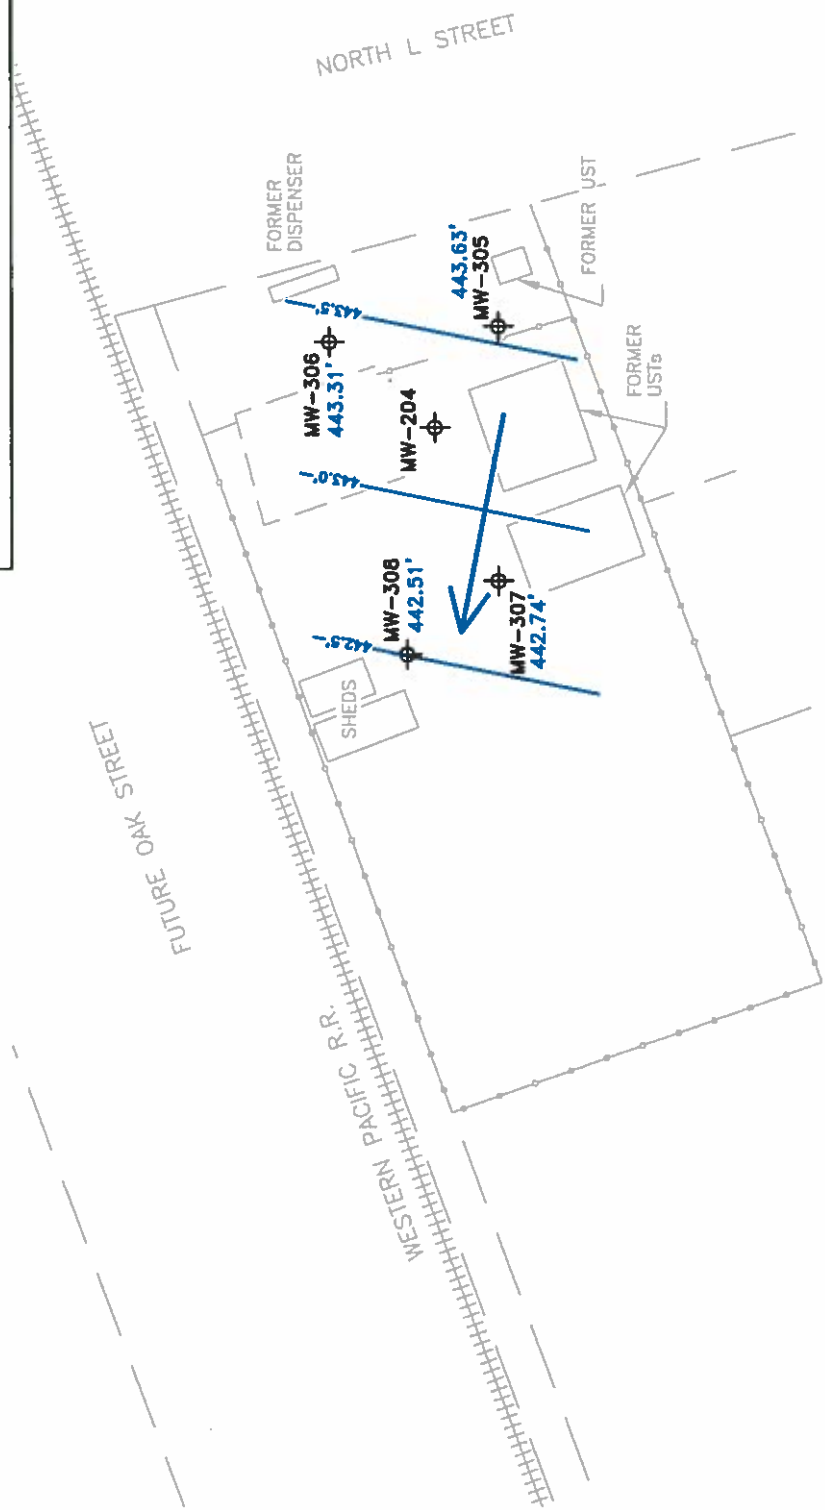 NORTH L STREET
FORMER
DISPENSER
FORMER UST
443.63'
MW-305
443.5'
MW-306
443.31'
FORMER
USTs
MW-204
443.0'
MW-308
442.51'
MW-307
442.74'
442.5'
SHEDS
FUTURE OAK STREET
WESTERN PACIFIC R.R.